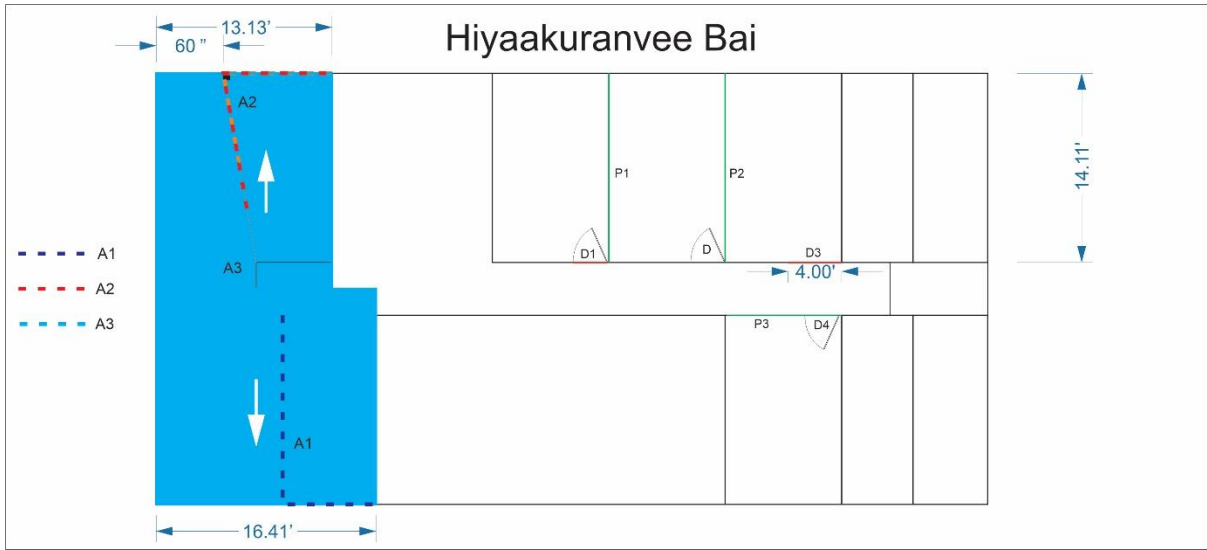 13.13'
60 ”
Hiyaakuranvee Bai
A2
P1
P2
14.11'
A1
A3
D1
D
D3
4.00'
A2
A3
P3
D4
A1
16.41'